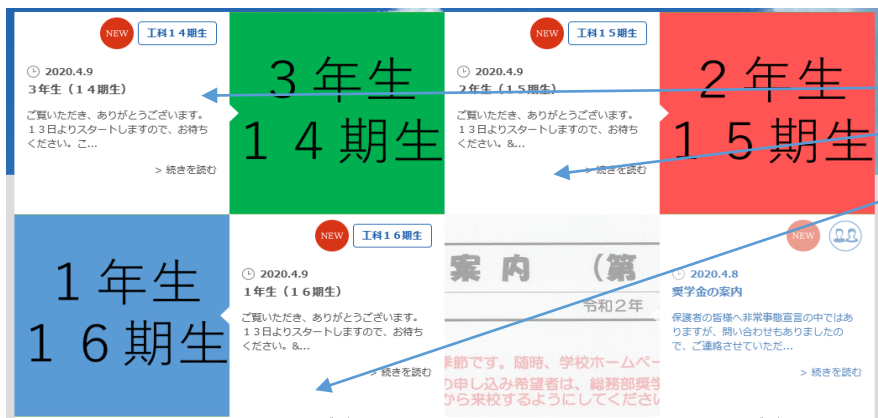 NEW 工科14期生
2020.4.9
3年生(14期生)
ご覧いただき、ありがとうございます。
13日よりスタートしますので、お待ち
ください。こ...
> 続きを読む
3年生
14期生
NEW 工科15期生
2020.4.9
2年生(15期生)
ご覧いただき、ありがとうございます。
13日よりスタートしますので、お待ち
ください。&...
> 続きを読む
2年生
15期生
1年生
16期生
NEW 工科16期生
2020.4.9
1年生(16期生)
ご覧いただき、ありがとうございます。
13日よりスタートしますので、お待ち
ください。&...
> 続きを読む
案内 (第
令和2年
季節です。随時、学校ホームペー
の申し込み希望者は、総務部奨学
から来校するようにしてくださ
NEW
2020.4.8
奨学金の案内
保護者の皆様へ非常事態宣言の中ではあ
りますが、問い合わせもありましたの
で、ご連絡させていただ...
> 続きを読む